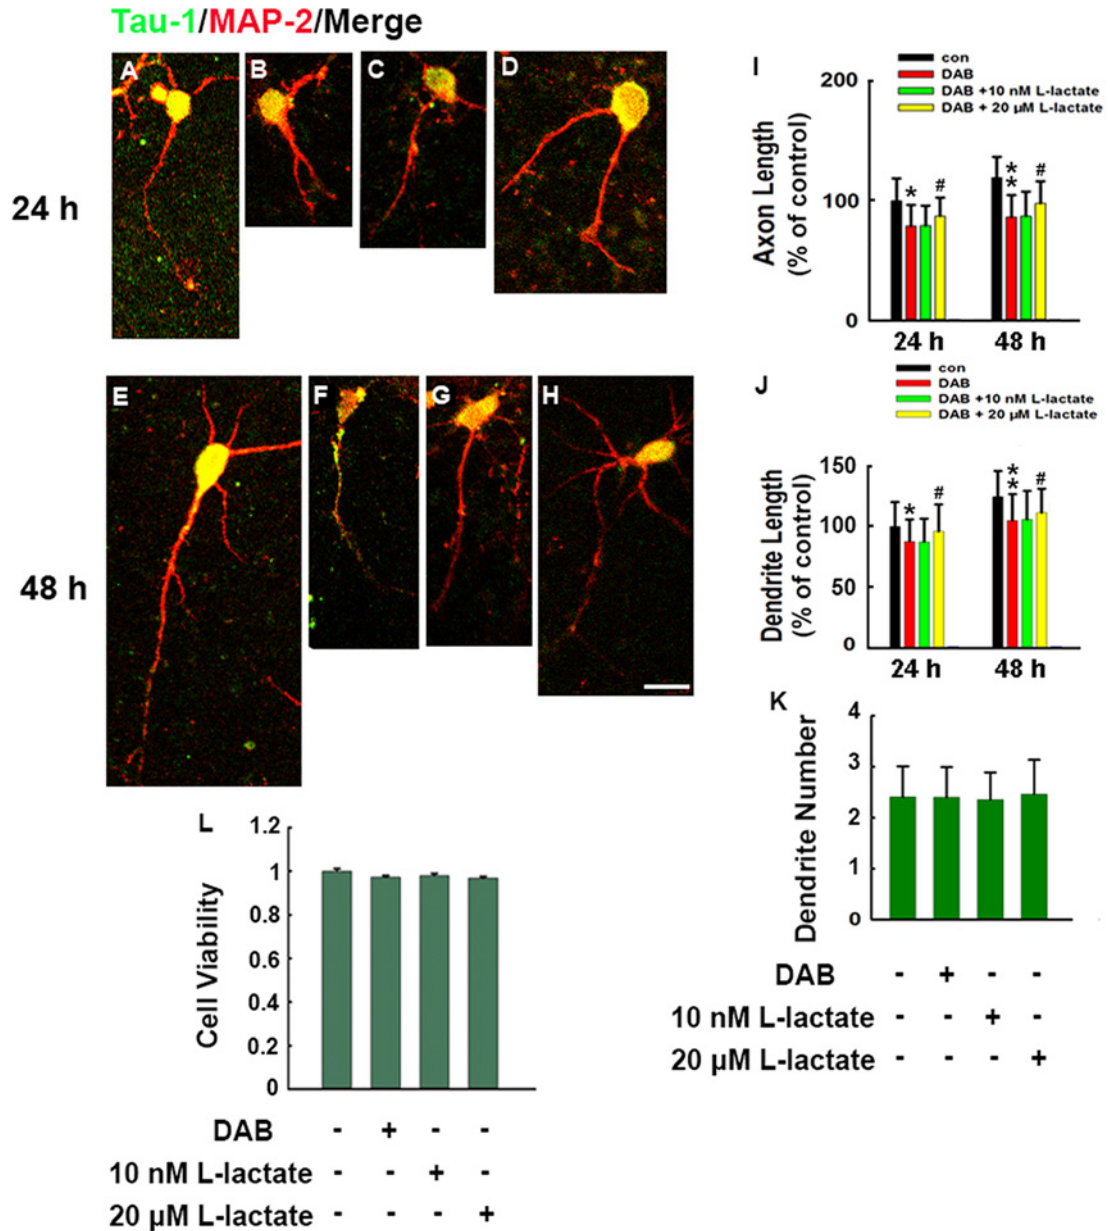 Tau-1/MAP-2/Merge
24 h
A
B
C
D
48 h
E
F
G
H
I
con
DAB
DAB +10 nM L-lactate
DAB + 20 µM L-lactate
Axon Length
(% of control)
200
100
0
*
#
*
*
#
24 h
48 h
J
con
DAB
DAB +10 nM L-lactate
DAB + 20 µM L-lactate
Dendrite Length
(% of control)
150
100
50
0
*
#
*
*
#
24 h
48 h
K
Dendrite Number
4
3
2
1
0
DAB - + - -
10 nM L-lactate - - + -
20 µM L-lactate - - - +
L
Cell Viability
1.2
1
0.8
0.6
0.4
0.2
0
DAB - + - -
10 nM L-lactate - - + -
20 µM L-lactate - - - +